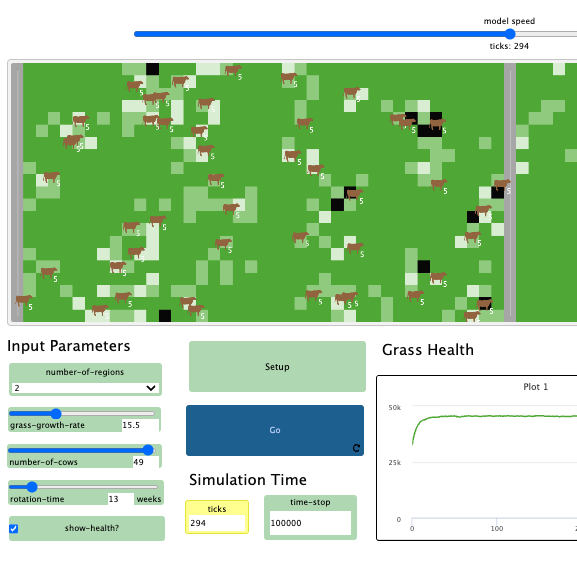 model speed
ticks: 294
Input Parameters
number-of-regions
2
grass-growth-rate 15.5
number-of-cows 49
rotation-time 13 weeks
show-health?
Setup
Go
Simulation Time
ticks
294
time-stop
100000
Grass Health
Plot 1
50k
25k
0
0 100